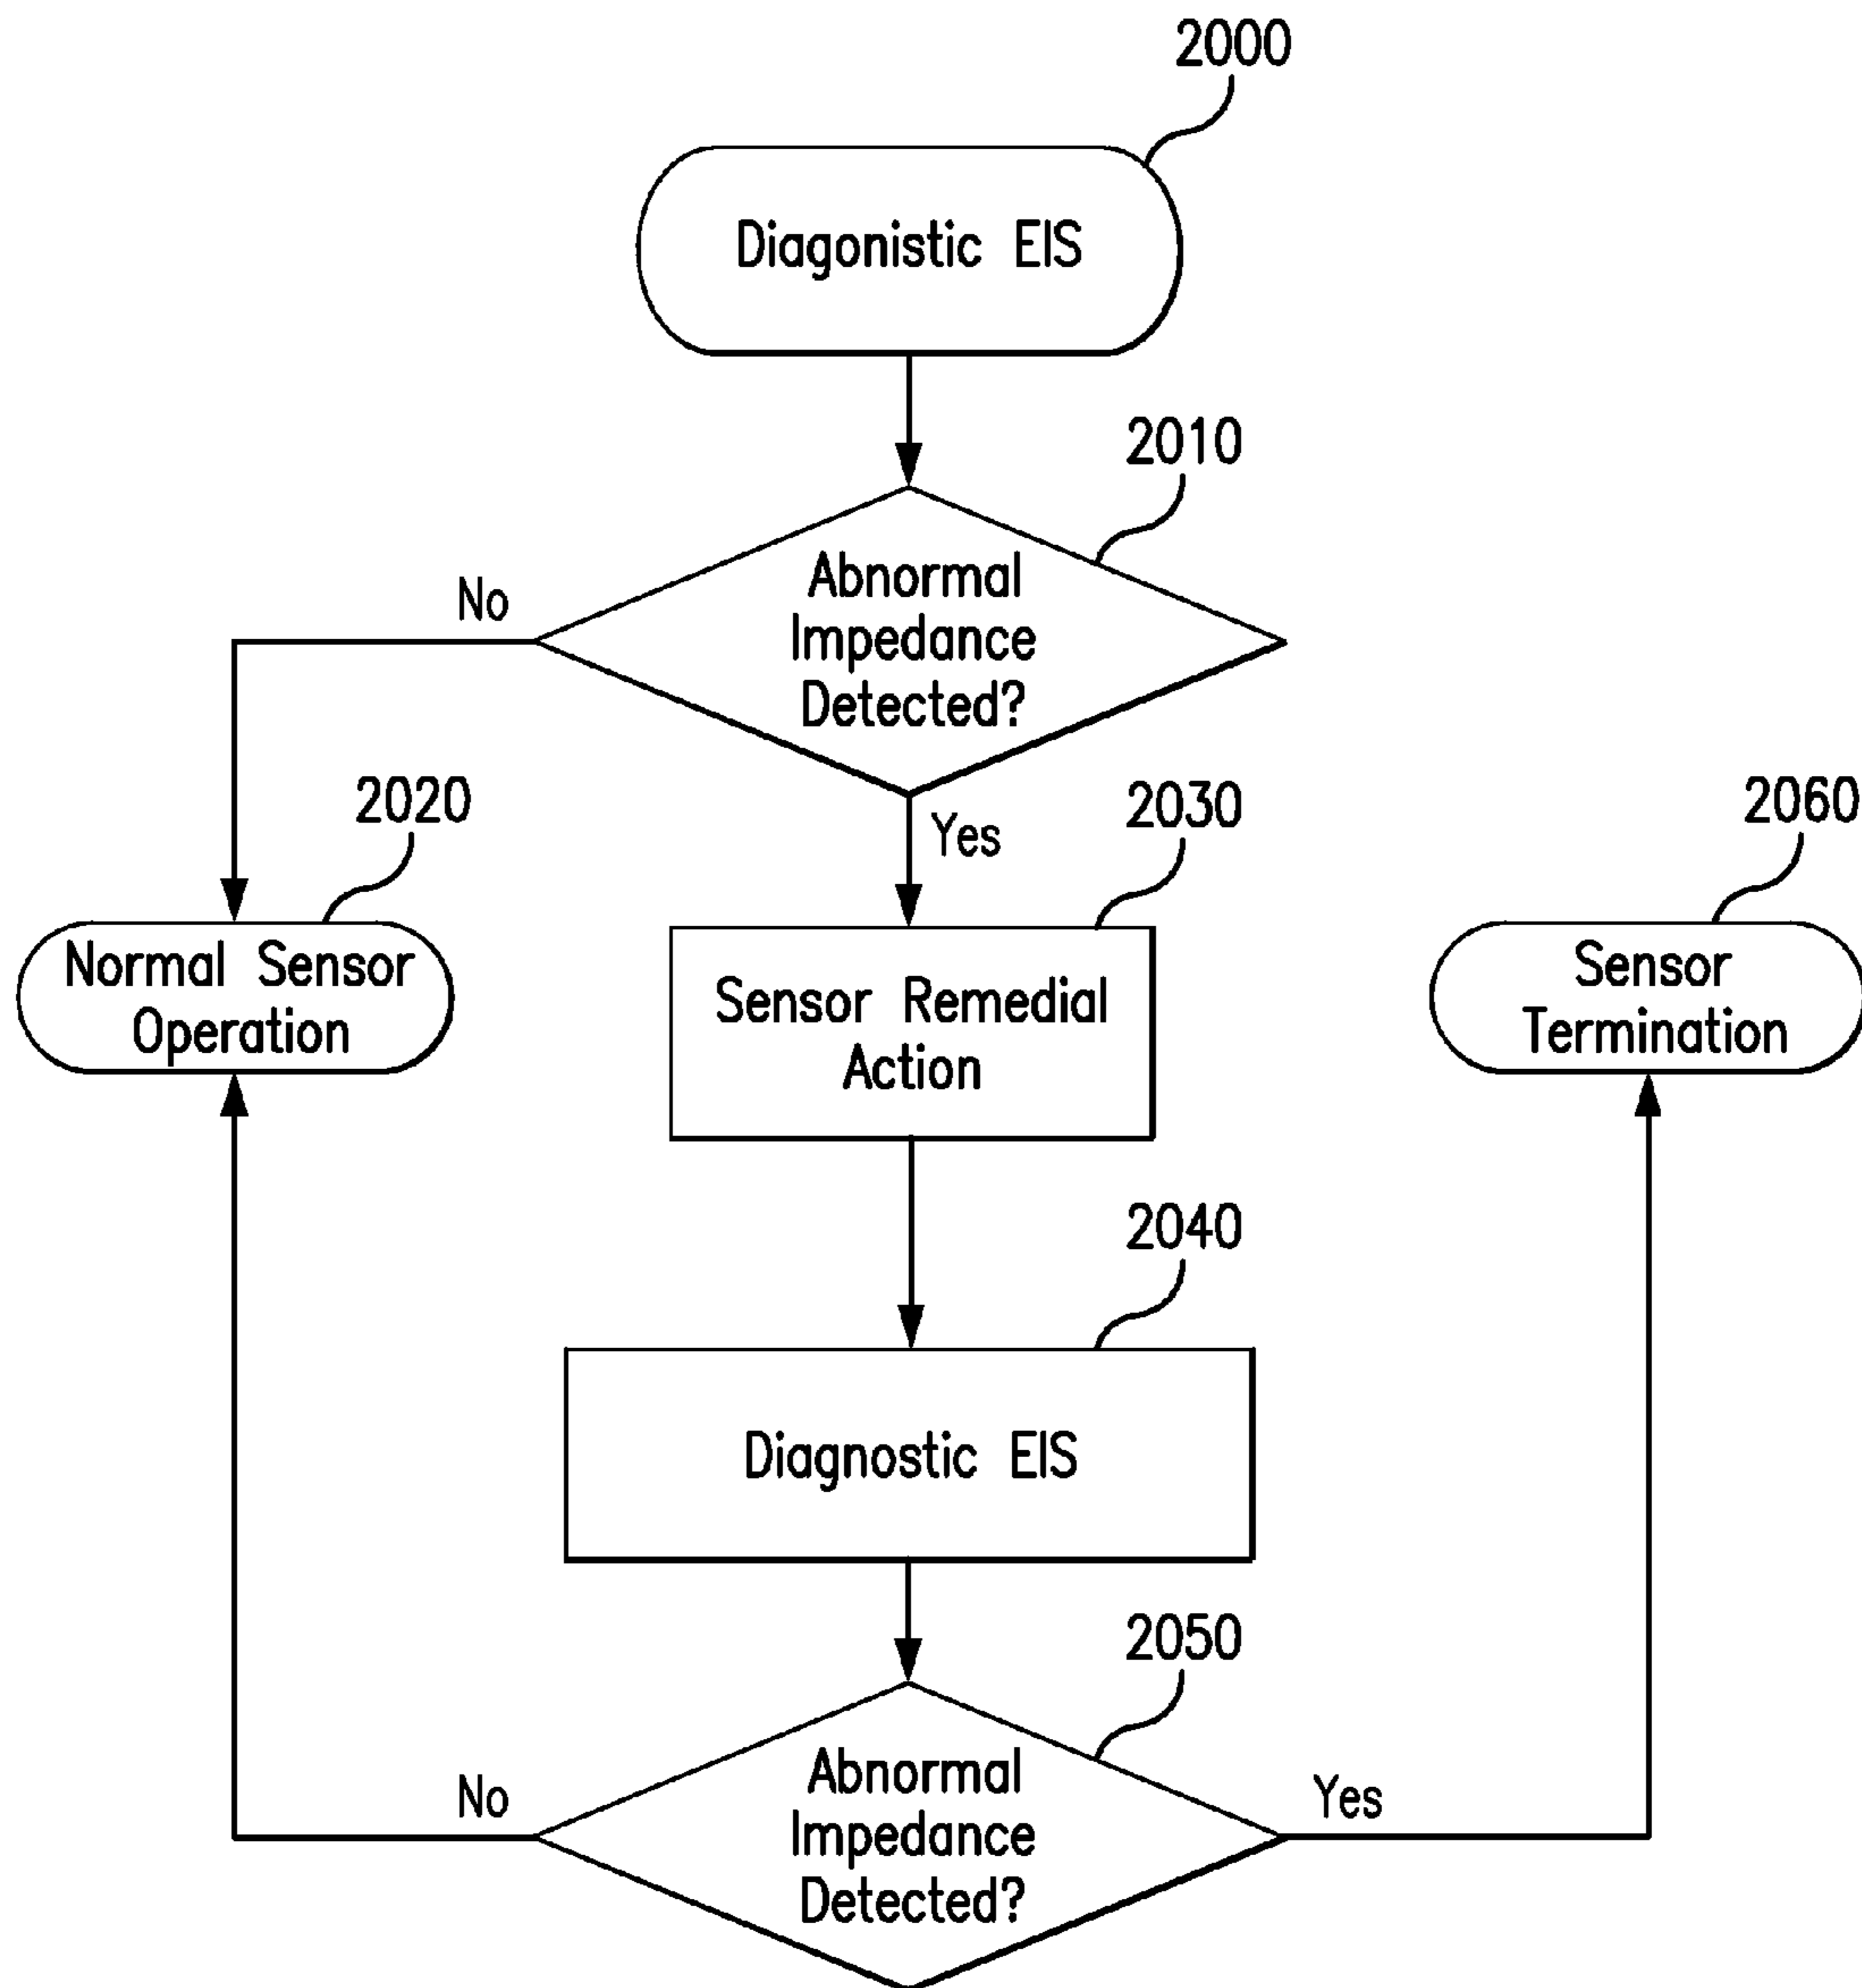 2000
Diagonistic EIS
2010
Abnormal
Impedance
Detected?
No
Yes
2020
2030
2060
Normal Sensor
Operation
Sensor Remedial
Action
Sensor
Termination
2040
Diagnostic EIS
2050
Abnormal
Impedance
Detected?
No
Yes